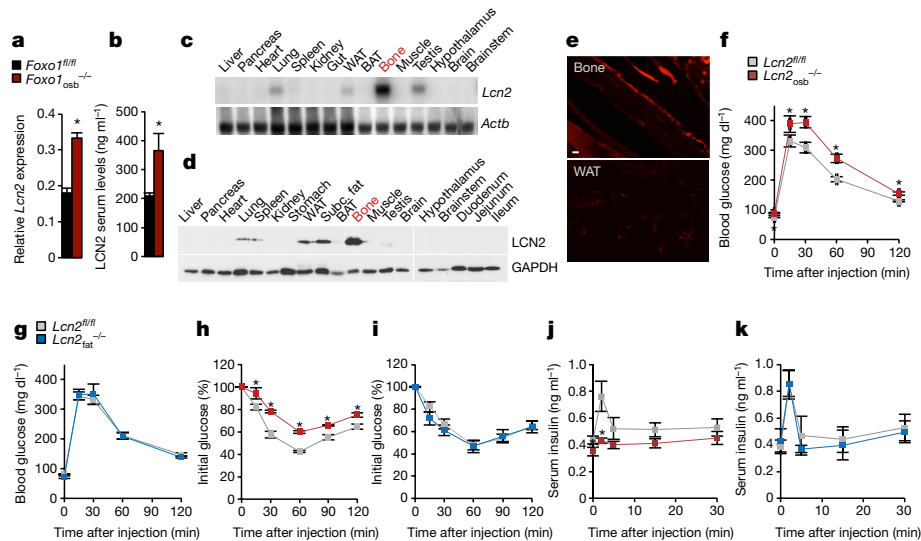 a
Foxo1fl/fl
Foxo1osb−/−
Relative Lcn2 expression
0.4
0.3
0.2
0.1
0
*
b
LCN2 serum levels (ng ml−1)
500
400
300
200
100
0
*
c
Liver
Pancreas
Heart
Lung
Spleen
Kidney
Gut
WAT
BAT
Bone
Muscle
Testis
Hypothalamus
Brain
Brainstem
Lcn2
Actb
d
Liver
Pancreas
Heart
Lung
Spleen
Kidney
Stomach
WAT
Subc. fat
BAT
Bone
Muscle
Testis
Brain
Hypothalamus
Brainstem
Duodenum
Jejunum
Ileum
LCN2
GAPDH
e
Bone
WAT
f
Lcn2fl/fl
Lcn2osb−/−
Blood glucose (mg dl−1)
500
400
300
200
100
0
* * * * *
0 30 60 90 120
Time after injection (min)
g
Lcn2fl/fl
Lcn2fat−/−
Blood glucose (mg dl−1)
400
300
200
100
0
0 30 60 90 120
Time after injection (min)
h
Initial glucose (%)
120
100
80
60
40
20
0
* * * * *
0 30 60 90 120
Time after injection (min)
i
Initial glucose (%)
120
100
80
60
40
20
0
0 30 60 90 120
Time after injection (min)
j
Serum insulin (ng ml−1)
1.0
0.8
0.6
0.4
0.2
0
*
0 10 20 30
Time after injection (min)
k
Serum insulin (ng ml−1)
1.0
0.8
0.6
0.4
0.2
0
0 10 20 30
Time after injection (min)